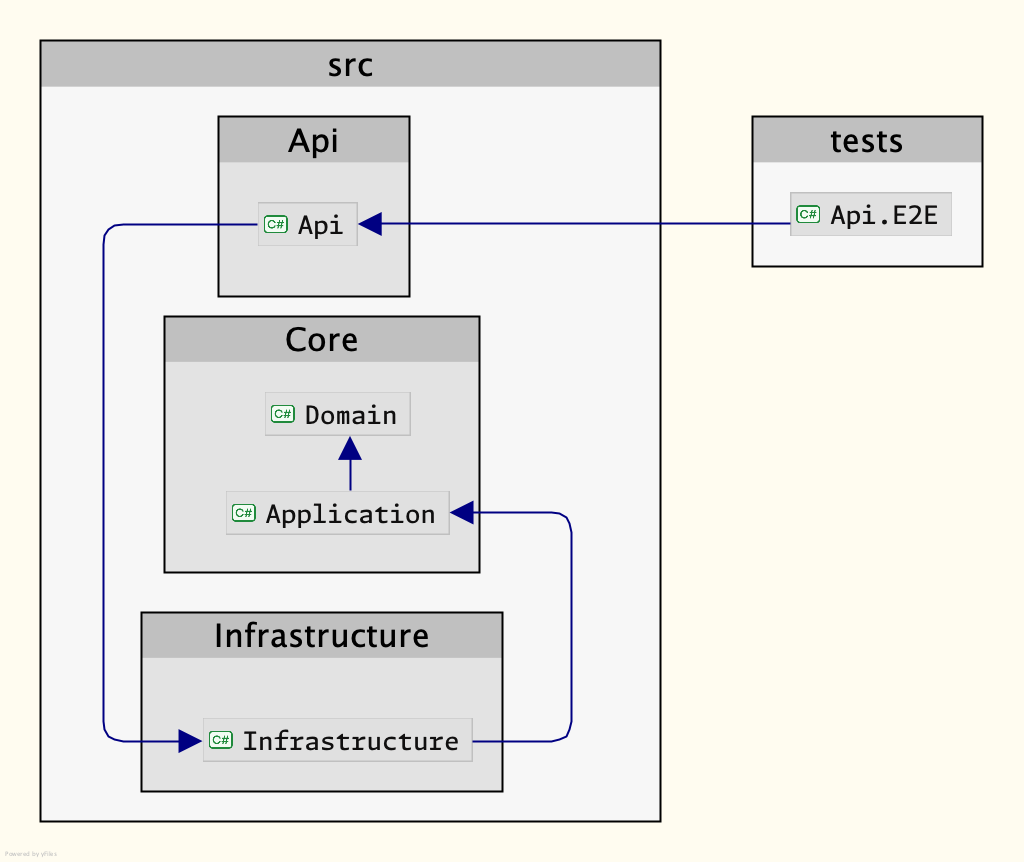 src
Api
tests
C# Api
C# Api.E2E
Core
C# Domain
C# Application
Infrastructure
C# Infrastructure
Powered by yFiles